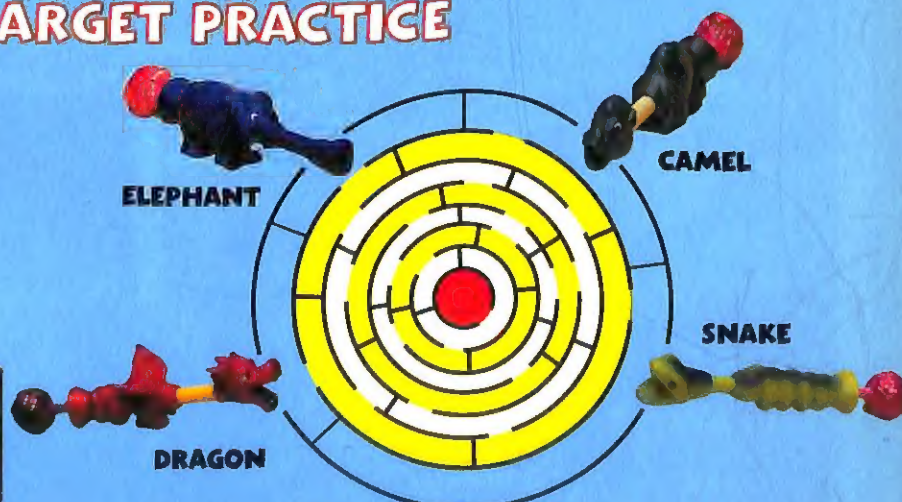 ARGET PRACTICE
CAMEL
ELEPHANT
SNAKE
DRAGON